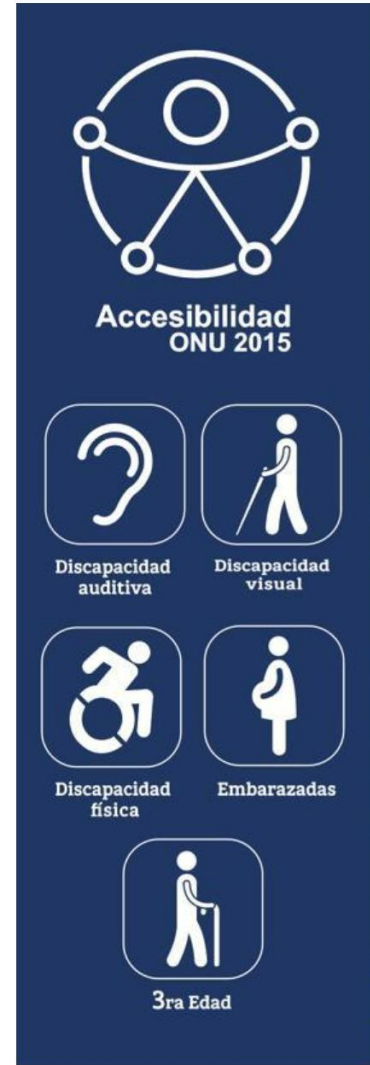 Accesibilidad
ONU 2015
Discapacidad
auditiva
Discapacidad
visual
Discapacidad
física
Embarazadas
3ra Edad